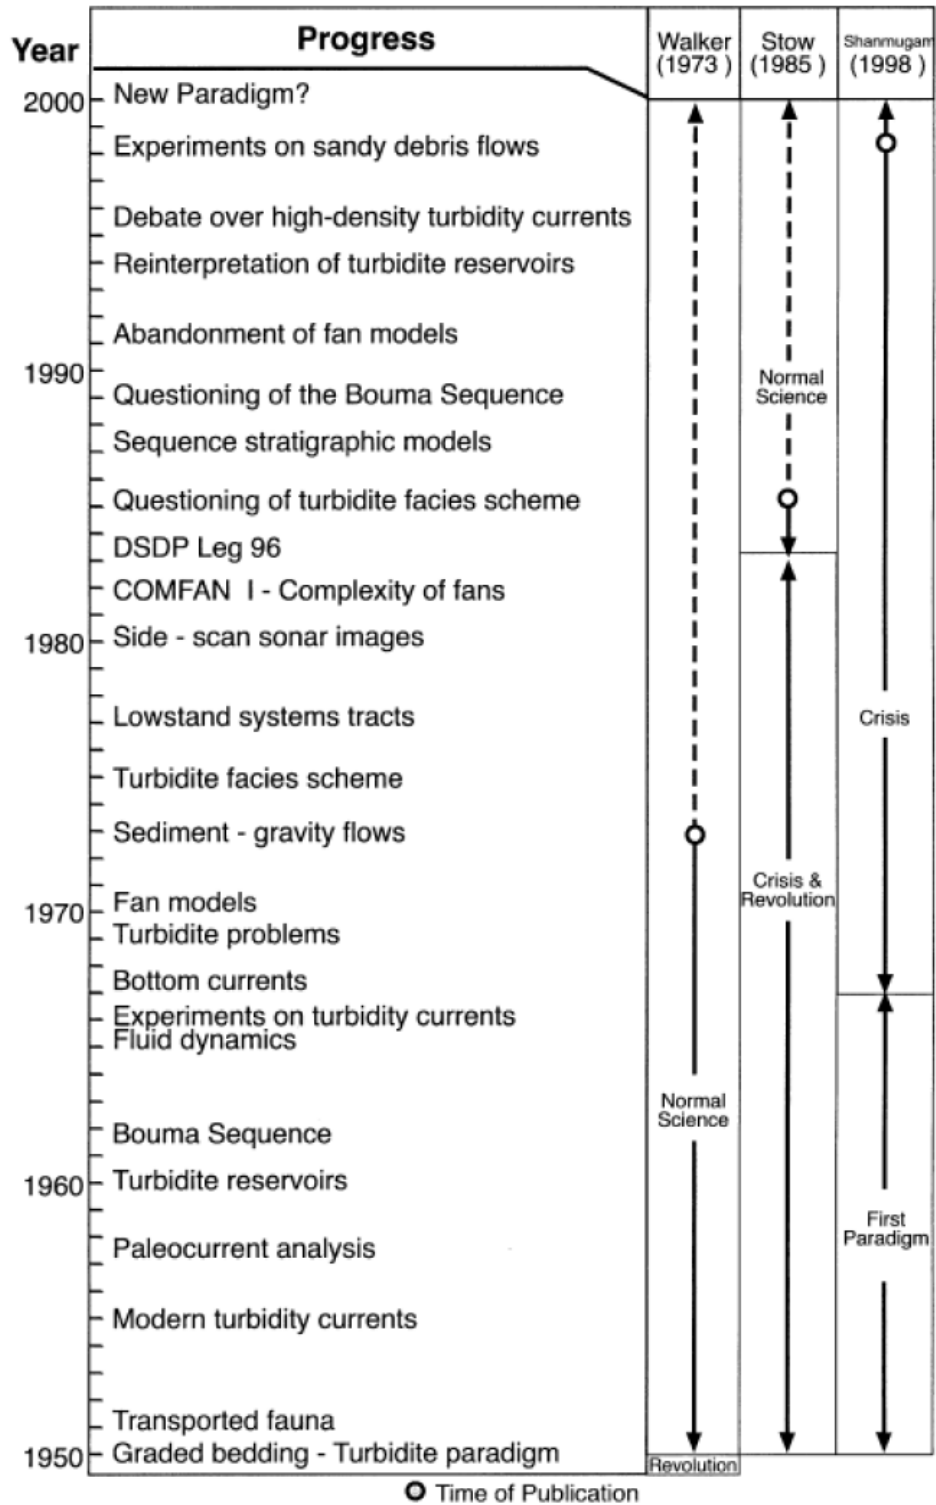 Year
Progress
Walker
(1973 )
Stow
(1985 )
Shanmugam
(1998 )
2000
New Paradigm?
Experiments on sandy debris flows
Debate over high-density turbidity currents
Reinterpretation of turbidite reservoirs
Abandonment of fan models
1990
Normal
Science
Questioning of the Bouma Sequence
Sequence stratigraphic models
Questioning of turbidite facies scheme
DSDP Leg 96
COMFAN I - Complexity of fans
1980
Side - scan sonar images
Lowstand systems tracts
Crisis
Turbidite facies scheme
Sediment - gravity flows
Crisis &
Revolution
1970
Fan models
Turbidite problems
Bottom currents
Experiments on turbidity currents
Fluid dynamics
Normal
Science
Bouma Sequence
1960
Turbidite reservoirs
First
Paradigm
Paleocurrent analysis
Modern turbidity currents
Transported fauna
1950
Graded bedding - Turbidite paradigm
Revolution
Time of Publication